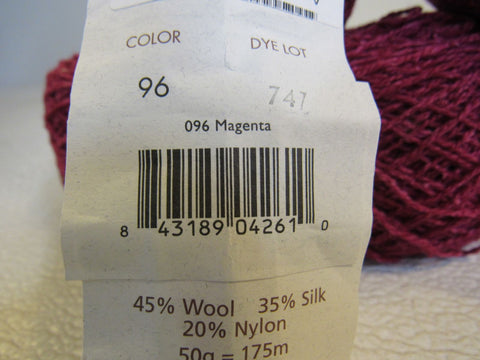 COLOR DYE LOT
96 741
096 Magenta
8 43189 04261 0
45% Wool 35% Silk
20% Nylon
50g = 175m